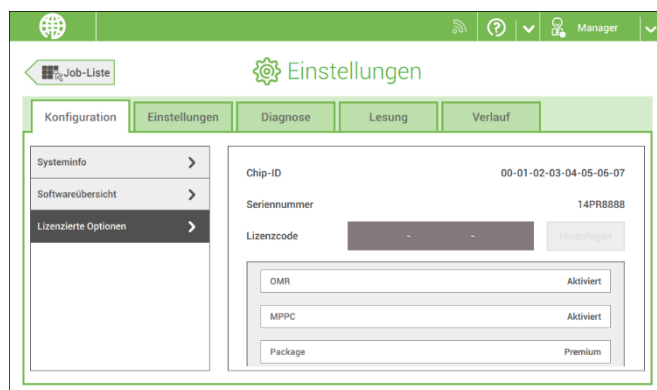 Manager
Job-Liste
Einstellungen
Konfiguration Einstellungen Diagnose Lesung Verlauf
Systeminfo
Softwareübersicht
Lizenzierte Optionen
Chip-ID 00-01-02-03-04-05-06-07
Seriennummer 14PR8888
Lizenzcode - - Hinzufügen
OMR Aktiviert
MPPC Aktiviert
Package Premium